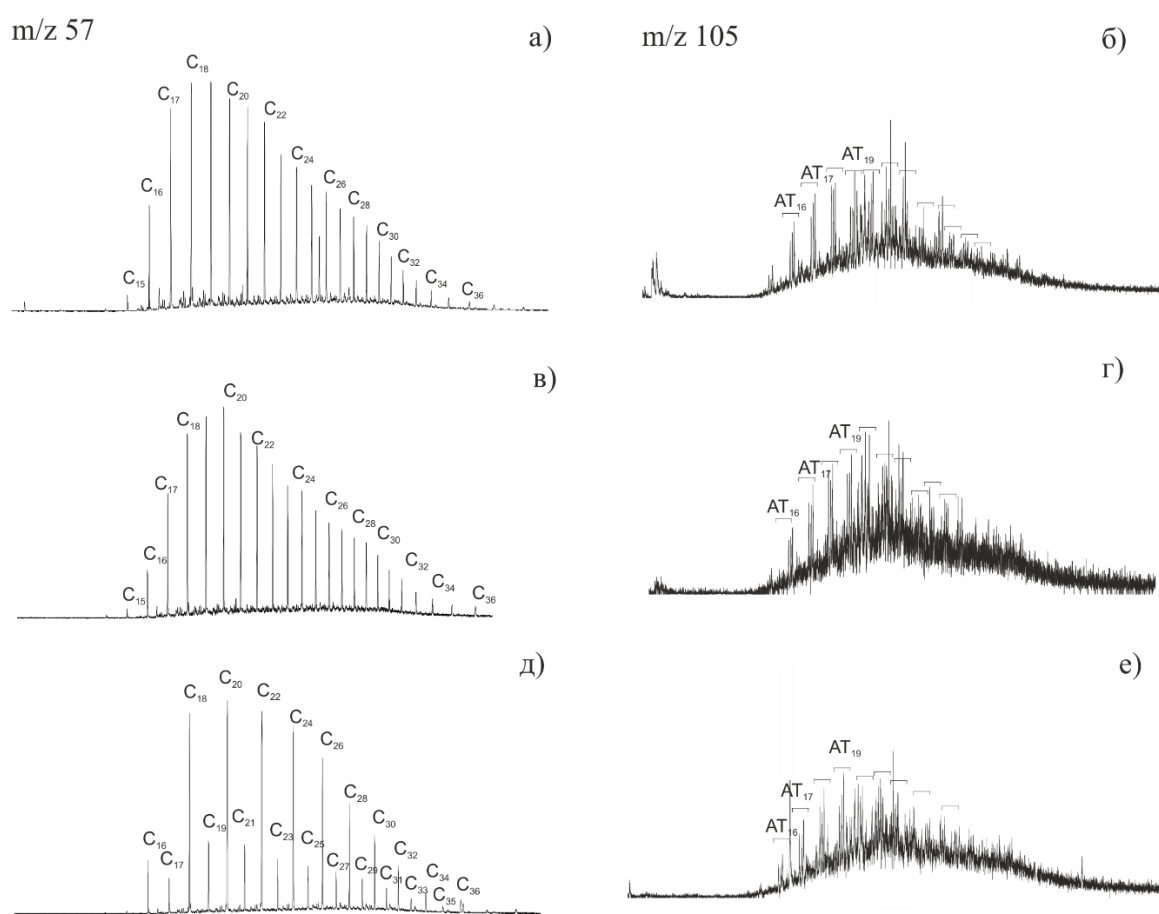 m/z 57
а)
C₁₅ C₁₆ C₁₇ C₁₈ C₂₀ C₂₂ C₂₄ C₂₆ C₂₈ C₃₀ C₃₂ C₃₄ C₃₆
m/z 105
б)
AT₁₆ AT₁₇ AT₁₉
в)
C₁₅ C₁₆ C₁₇ C₁₈ C₂₀ C₂₂ C₂₄ C₂₆ C₂₈ C₃₀ C₃₂ C₃₄ C₃₆
г)
AT₁₆ AT₁₇ AT₁₉
д)
C₁₆ C₁₇ C₁₈ C₁₉ C₂₀ C₂₁ C₂₂ C₂₃ C₂₄ C₂₅ C₂₆ C₂₇ C₂₈ C₂₉ C₃₀ C₃₁ C₃₂ C₃₃ C₃₄ C₃₅ C₃₆
е)
AT₁₆ AT₁₇ AT₁₉